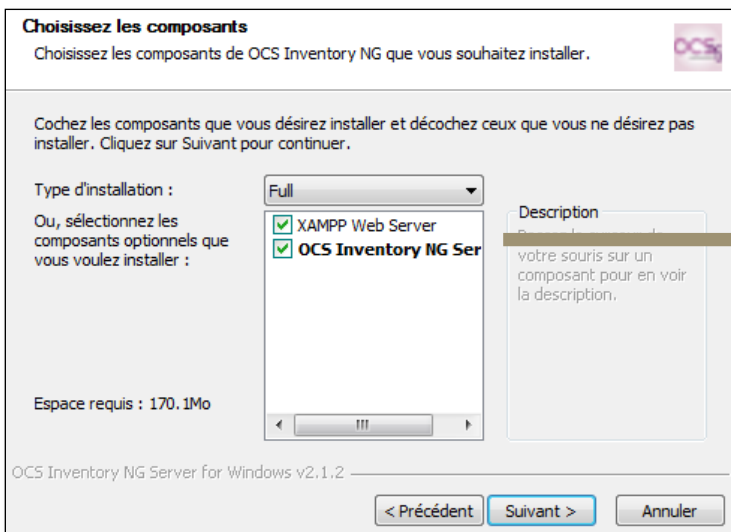 Choisissez les composants
Choisissez les composants de OCS Inventory NG que vous souhaitez installer.
OCS
Cochez les composants que vous désirez installer et décochez ceux que vous ne désirez pas
installer. Cliquez sur Suivant pour continuer.
Type d'installation :
Full
Ou, sélectionnez les
composants optionnels que
vous voulez installer :
XAMPP Web Server
OCS Inventory NG Ser
Description
votre souris sur un
composant pour en voir
la description.
Espace requis : 170.1Mo
OCS Inventory NG Server for Windows v2.1.2
< Précédent
Suivant >
Annuler